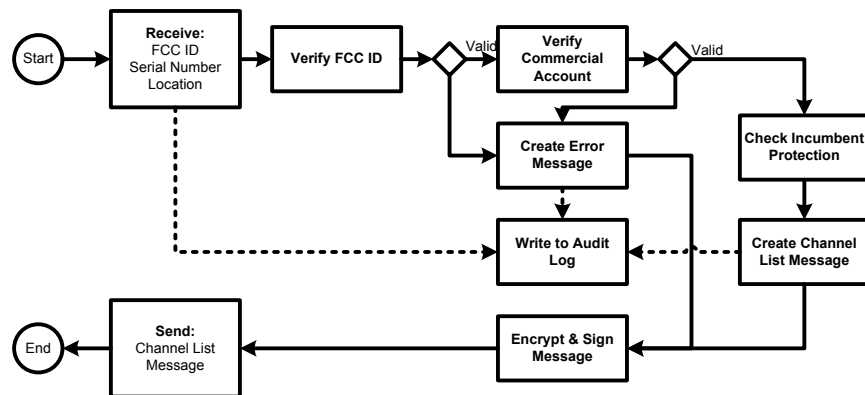 Start
Receive:
FCC ID
Serial Number
Location
Verify FCC ID
Valid
Verify
Commercial
Account
Valid
Create Error
Message
Check Incumbent
Protection
Write to Audit
Log
Create Channel
List Message
End
Send:
Channel List
Message
Encrypt & Sign
Message